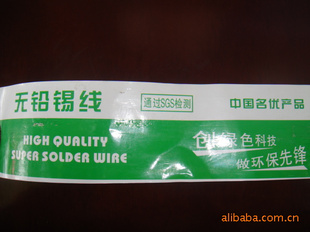 无铅锡线
通过SGS检测
中国名优产品
HIGH QUALITY
SUPER SOLDER WIRE
创绿色科技
做环保先锋
alibaba.com.cn